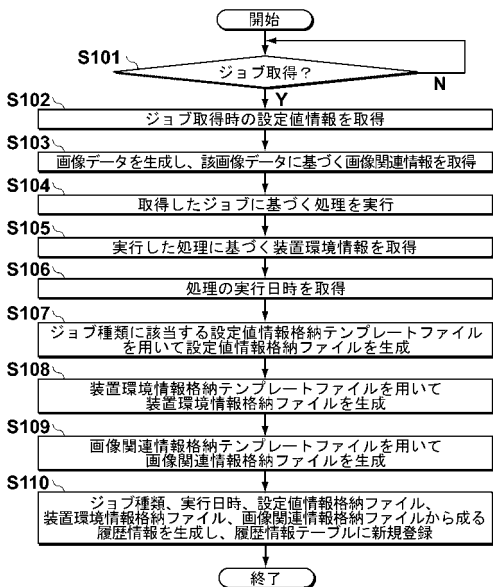 開始
S101
ジョブ取得？
N
Y
S102
ジョブ取得時の設定値情報を取得
S103
画像データを生成し、該画像データに基づく画像関連情報を取得
S104
取得したジョブに基づく処理を実行
S105
実行した処理に基づく装置環境情報を取得
S106
処理の実行日時を取得
S107
ジョブ種類に該当する設定値情報格納テンプレートファイル
を用いて設定値情報格納ファイルを生成
S108
装置環境情報格納テンプレートファイルを用いて
装置環境情報格納ファイルを生成
S109
画像関連情報格納テンプレートファイルを用いて
画像関連情報格納ファイルを生成
S110
ジョブ種類、実行日時、設定値情報格納ファイル、
装置環境情報格納ファイル、画像関連情報格納ファイルから成る
履歴情報を生成し、履歴情報テーブルに新規登録
終了